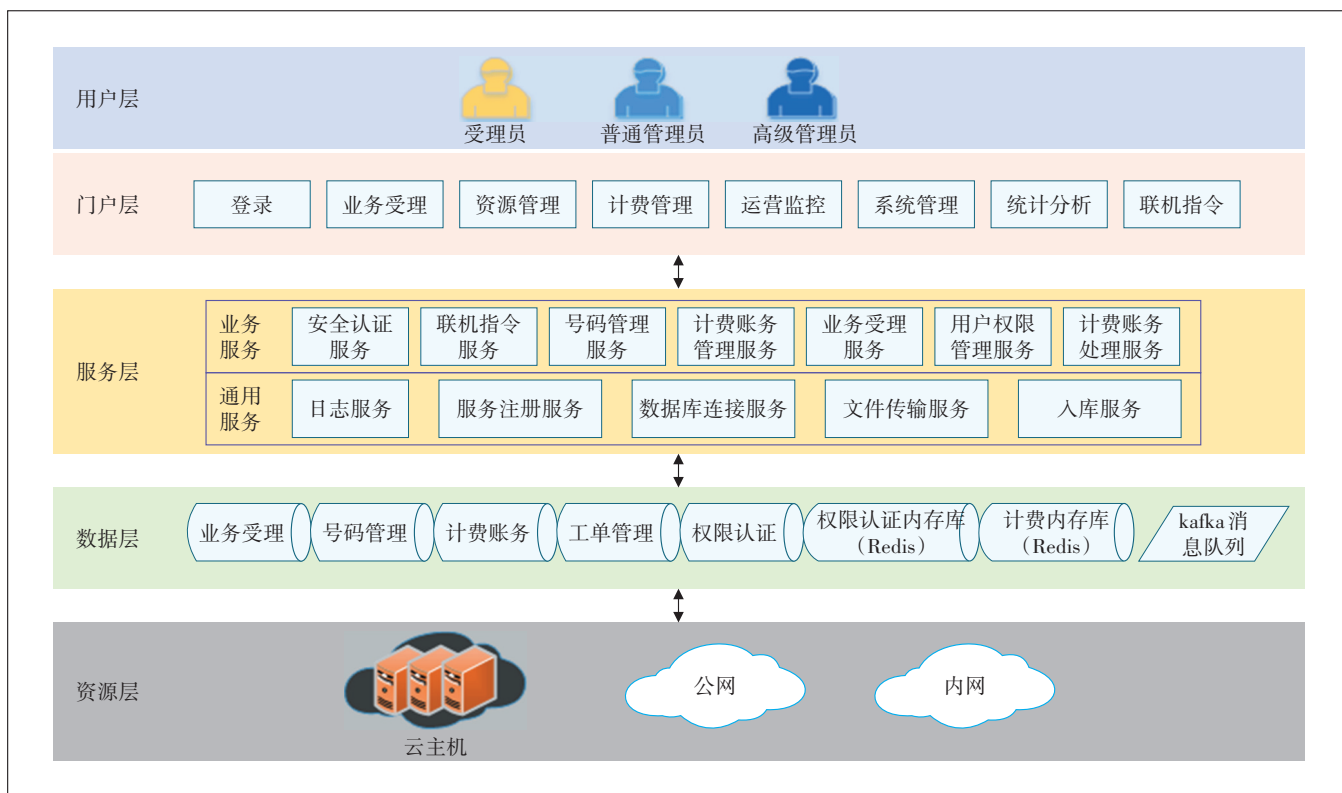 用户层
受理员
普通管理员
高级管理员
门户层
登录
业务受理
资源管理
计费管理
运营监控
系统管理
统计分析
联机指令
服务层
业务
服务
安全认证
服务
联机指令
服务
号码管理
服务
计费账务
管理服务
业务受理
服务
用户权限
管理服务
计费账务
处理服务
通用
服务
日志服务
服务注册服务
数据库连接服务
文件传输服务
入库服务
数据层
业务受理
号码管理
计费账务
工单管理
权限认证
权限认证内存库
（Redis）
计费内存库
（Redis）
kafka 消
息队列
资源层
云主机
公网
内网